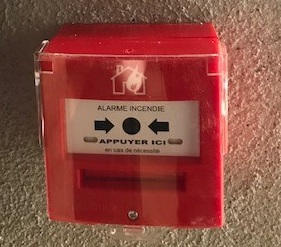 ALARME INCENDIE
APPUYER ICI
en cas de nécessité